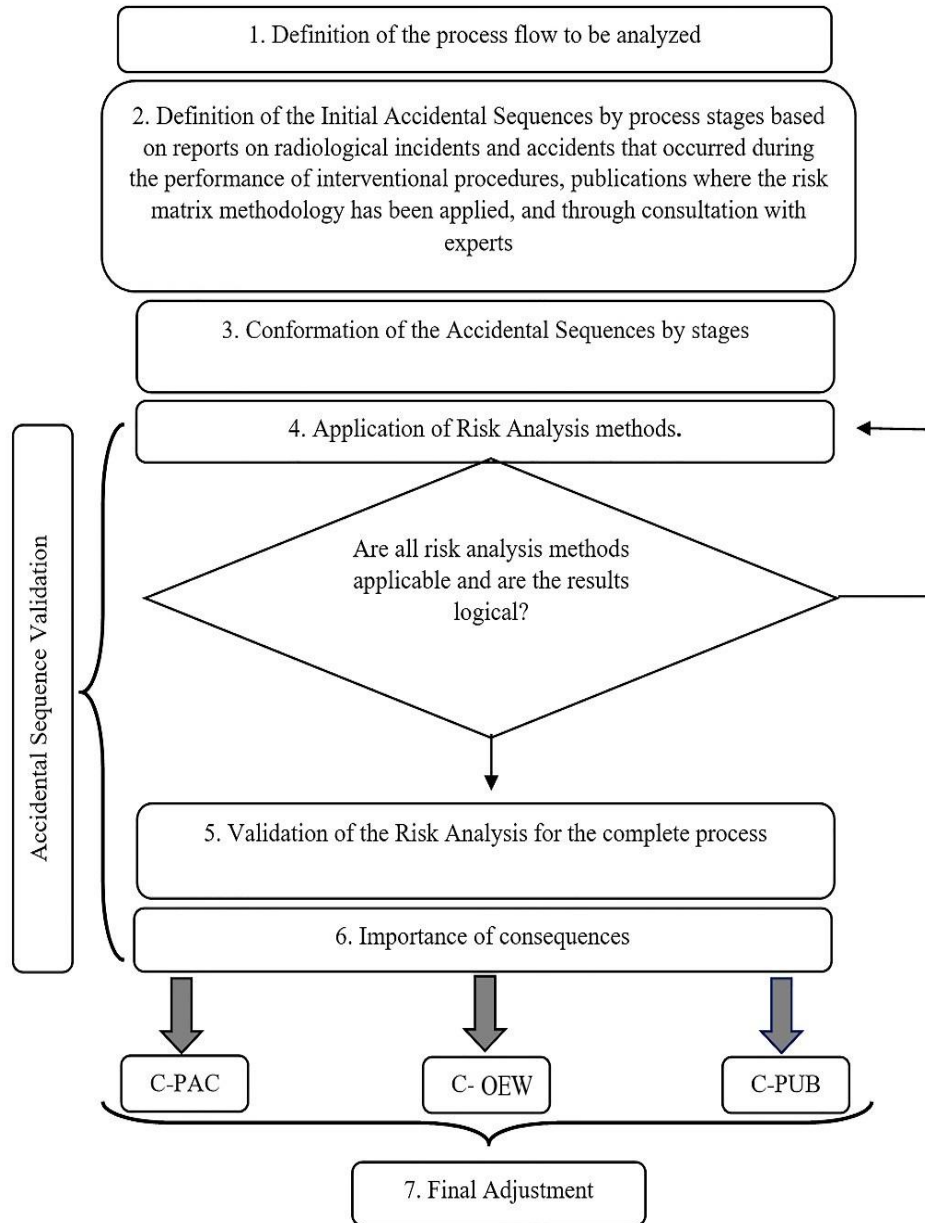 1. Definition of the process flow to be analyzed
2. Definition of the Initial Accidental Sequences by process stages based
on reports on radiological incidents and accidents that occurred during
the performance of interventional procedures, publications where the risk
matrix methodology has been applied, and through consultation with
experts
3. Conformation of the Accidental Sequences by stages
4. Application of Risk Analysis methods.
Are all risk analysis methods
applicable and are the results
logical?
Accidental Sequence Validation
5. Validation of the Risk Analysis for the complete process
6. Importance of consequences
C-PAC
C- OEW
C-PUB
7. Final Adjustment